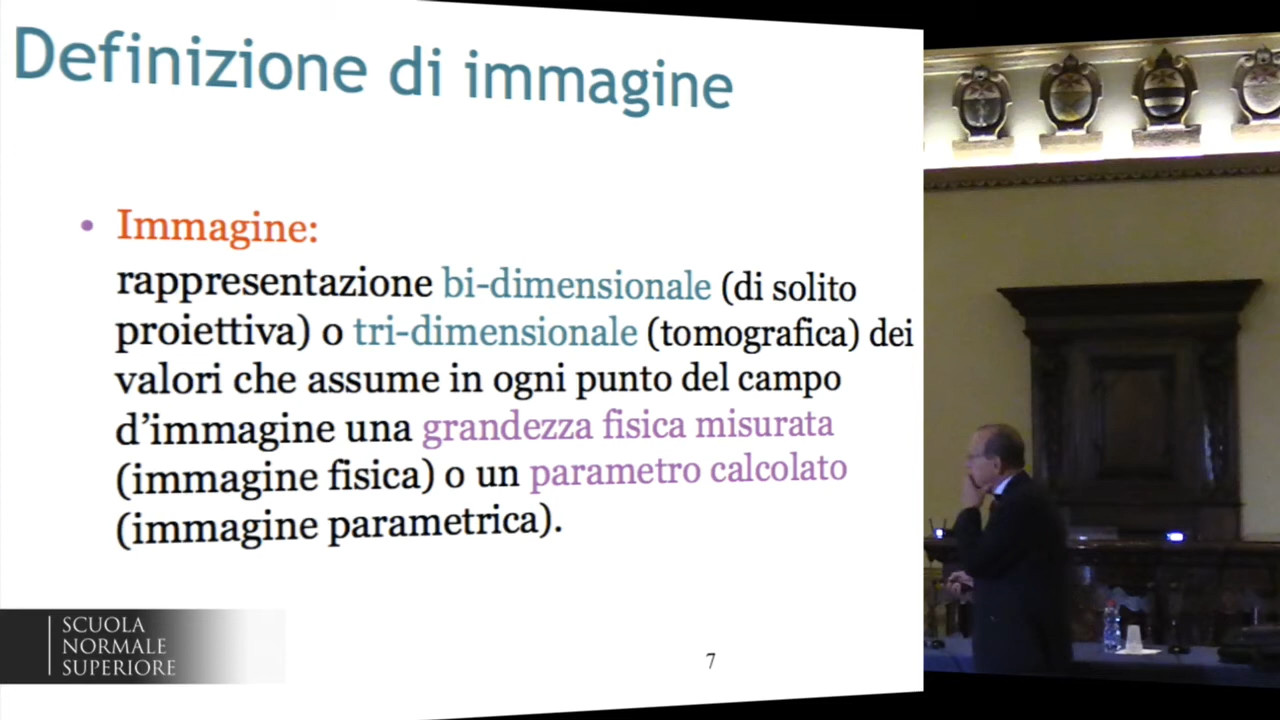 Definizione di immagine
• Immagine:
rappresentazione bi-dimensionale (di solito
proiettiva) o tri-dimensionale (tomografica) dei
valori che assume in ogni punto del campo
d’immagine una grandezza fisica misurata
(immagine fisica) o un parametro calcolato
(immagine parametrica).
SCUOLA
NORMALE
SUPERIORE
7